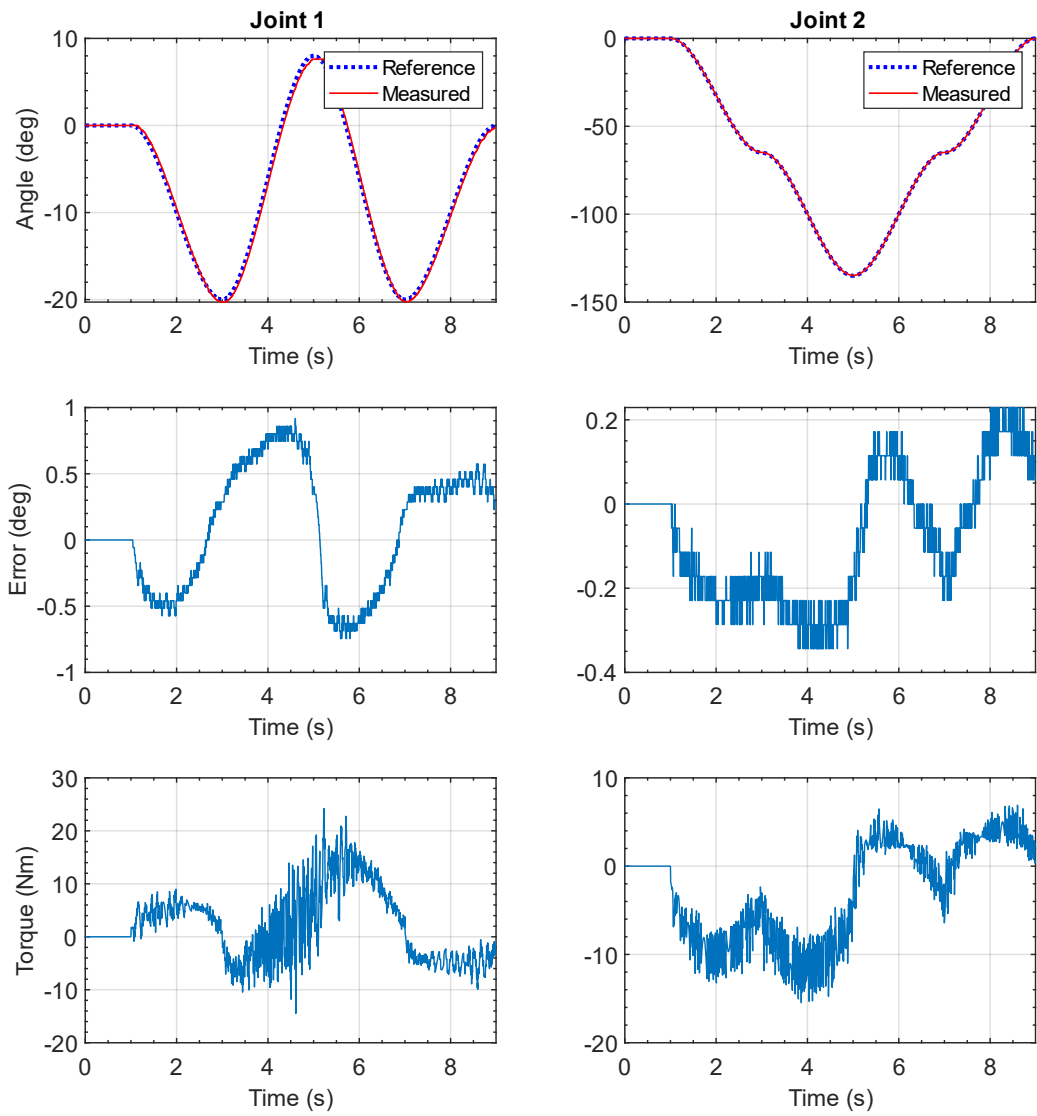 Joint 1
10
0
-10
-20
Angle (deg)
Reference
Measured
0 2 4 6 8
Time (s)
Joint 2
0
-50
-100
-150
Reference
Measured
0 2 4 6 8
Time (s)
1
0.5
0
-0.5
-1
Error (deg)
0 2 4 6 8
Time (s)
0.2
0
-0.2
-0.4
0 2 4 6 8
Time (s)
30
20
10
0
-10
-20
Torque (Nm)
0 2 4 6 8
Time (s)
10
0
-10
-20
0 2 4 6 8
Time (s)